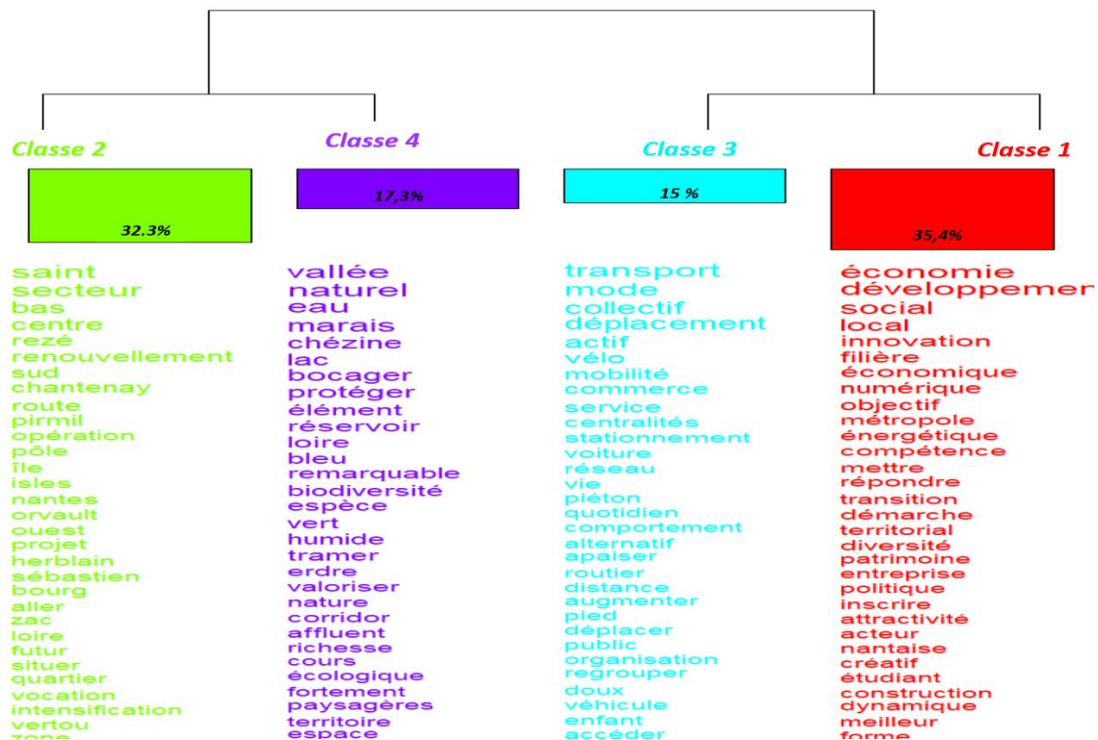 Classe 2
32.3%
saint
secteur
bas
centre
rezé
renouvellement
sud
chantenay
route
pirmil
opération
pôle
île
isles
nantes
orvault
ouest
projet
herblain
sébastien
bourg
aller
zac
loire
futur
situer
quartier
vocation
intensification
vertou
zone
Classe 4
17,3%
vallée
naturel
eau
marais
chézine
lac
bocager
protéger
élément
réservoir
loire
bleu
remarquable
biodiversité
espèce
vert
humide
tramer
erdre
valoriser
nature
corridor
affluent
richesse
cours
écologique
fortement
paysagères
territoire
espace
Classe 3
15 %
transport
mode
collectif
déplacement
actif
vélo
mobilité
commerce
service
centralités
stationnement
voiture
réseau
vie
piéton
quotidien
comportement
alternatif
apaiser
routier
distance
augmenter
pied
déplacer
public
organisation
regrouper
doux
véhicule
enfant
accéder
Classe 1
35,4%
économie
développemen
social
local
innovation
filière
économique
numérique
objectif
métropole
énergétique
compétence
mettre
répondre
transition
démarche
territorial
diversité
patrimoine
entreprise
politique
inscrire
attractivité
acteur
nantaise
créatif
étudiant
construction
dynamique
meilleur
forme